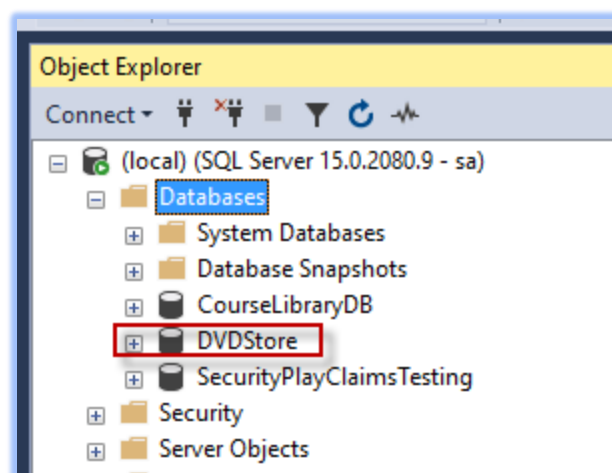 Object Explorer
Connect
(local) (SQL Server 15.0.2080.9 - sa)
Databases
System Databases
Database Snapshots
CourseLibraryDB
DVDStore
SecurityPlayClaimsTesting
Security
Server Objects